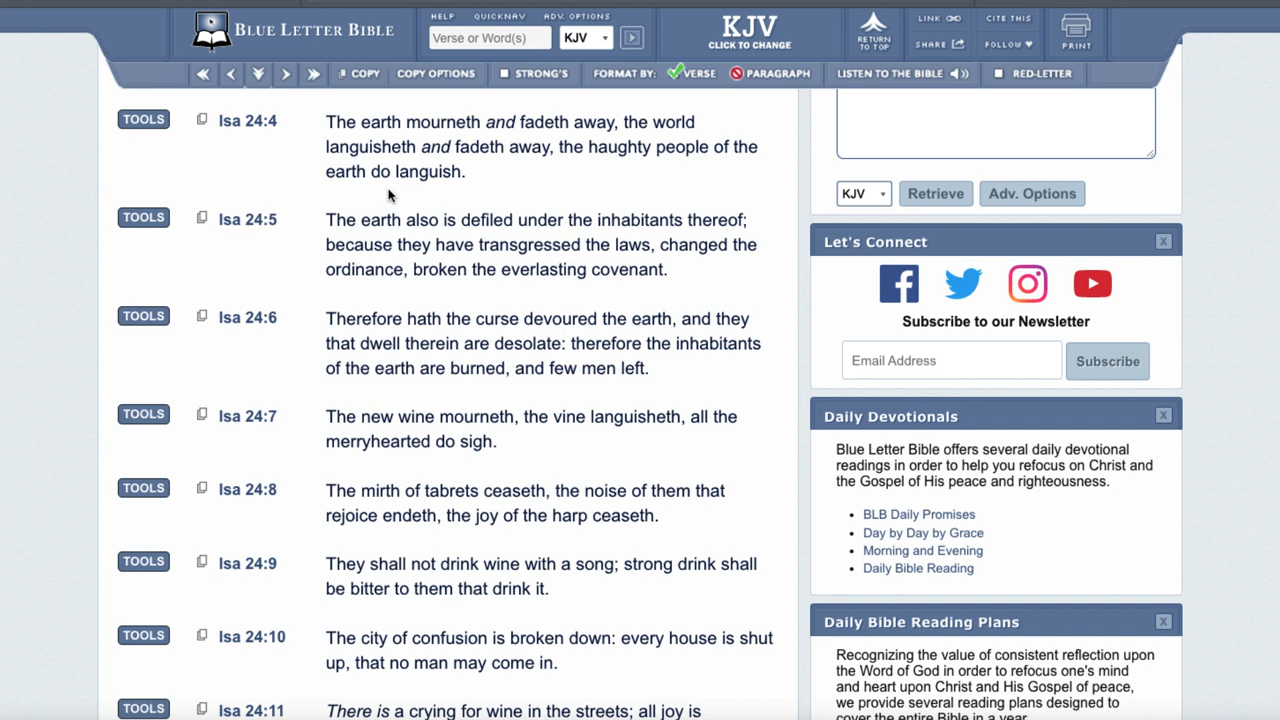 BLUE LETTER BIBLE
HELP QUICKNAV ADV. OPTIONS
Verse or Word(s) KJV
KJV
CLICK TO CHANGE
RETURN
TO TOP
LINK
SHARE
CITE THIS
FOLLOW
PRINT
COPY COPY OPTIONS STRONG'S FORMAT BY: VERSE PARAGRAPH LISTEN TO THE BIBLE RED-LETTER
TOOLS Isa 24:4 The earth mourneth and fadeth away, the world
languisheth and fadeth away, the haughty people of the
earth do languish.
TOOLS Isa 24:5 The earth also is defiled under the inhabitants thereof;
because they have transgressed the laws, changed the
ordinance, broken the everlasting covenant.
TOOLS Isa 24:6 Therefore hath the curse devoured the earth, and they
that dwell therein are desolate: therefore the inhabitants
of the earth are burned, and few men left.
TOOLS Isa 24:7 The new wine mourneth, the vine languisheth, all the
merryhearted do sigh.
TOOLS Isa 24:8 The mirth of tabrets ceaseth, the noise of them that
rejoice endeth, the joy of the harp ceaseth.
TOOLS Isa 24:9 They shall not drink wine with a song; strong drink shall
be bitter to them that drink it.
TOOLS Isa 24:10 The city of confusion is broken down: every house is shut
up, that no man may come in.
TOOLS Isa 24:11 There is a crying for wine in the streets; all joy is
KJV Retrieve Adv. Options
Let's Connect X
Subscribe to our Newsletter
Email Address Subscribe
Daily Devotionals X
Blue Letter Bible offers several daily devotional
readings in order to help you refocus on Christ and
the Gospel of His peace and righteousness.
• BLB Daily Promises
• Day by Day by Grace
• Morning and Evening
• Daily Bible Reading
Daily Bible Reading Plans X
Recognizing the value of consistent reflection upon
the Word of God in order to refocus one's mind
and heart upon Christ and His Gospel of peace,
we provide several reading plans designed to
cover the entire Bible in a year.